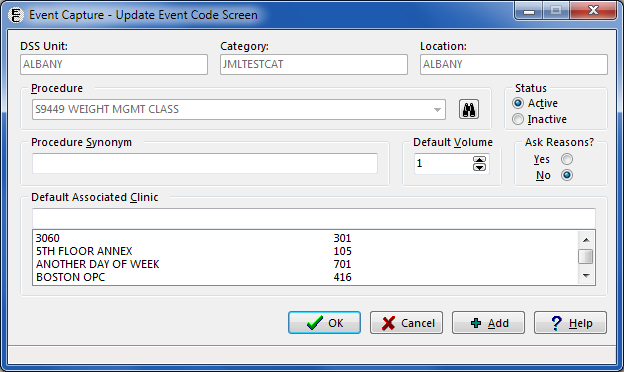 Event Capture - Update Event Code Screen
DSS Unit: Category: Location:
ALBANY JMLTESTCAT ALBANY
Procedure Status
S9449 WEIGHT MGMT CLASS Active
Inactive
Procedure Synonym Default Volume Ask Reasons?
1 Yes
No
Default Associated Clinic
3060 301
5TH FLOOR ANNEX 105
ANOTHER DAY OF WEEK 701
BOSTON OPC 416
OK Cancel Add Help